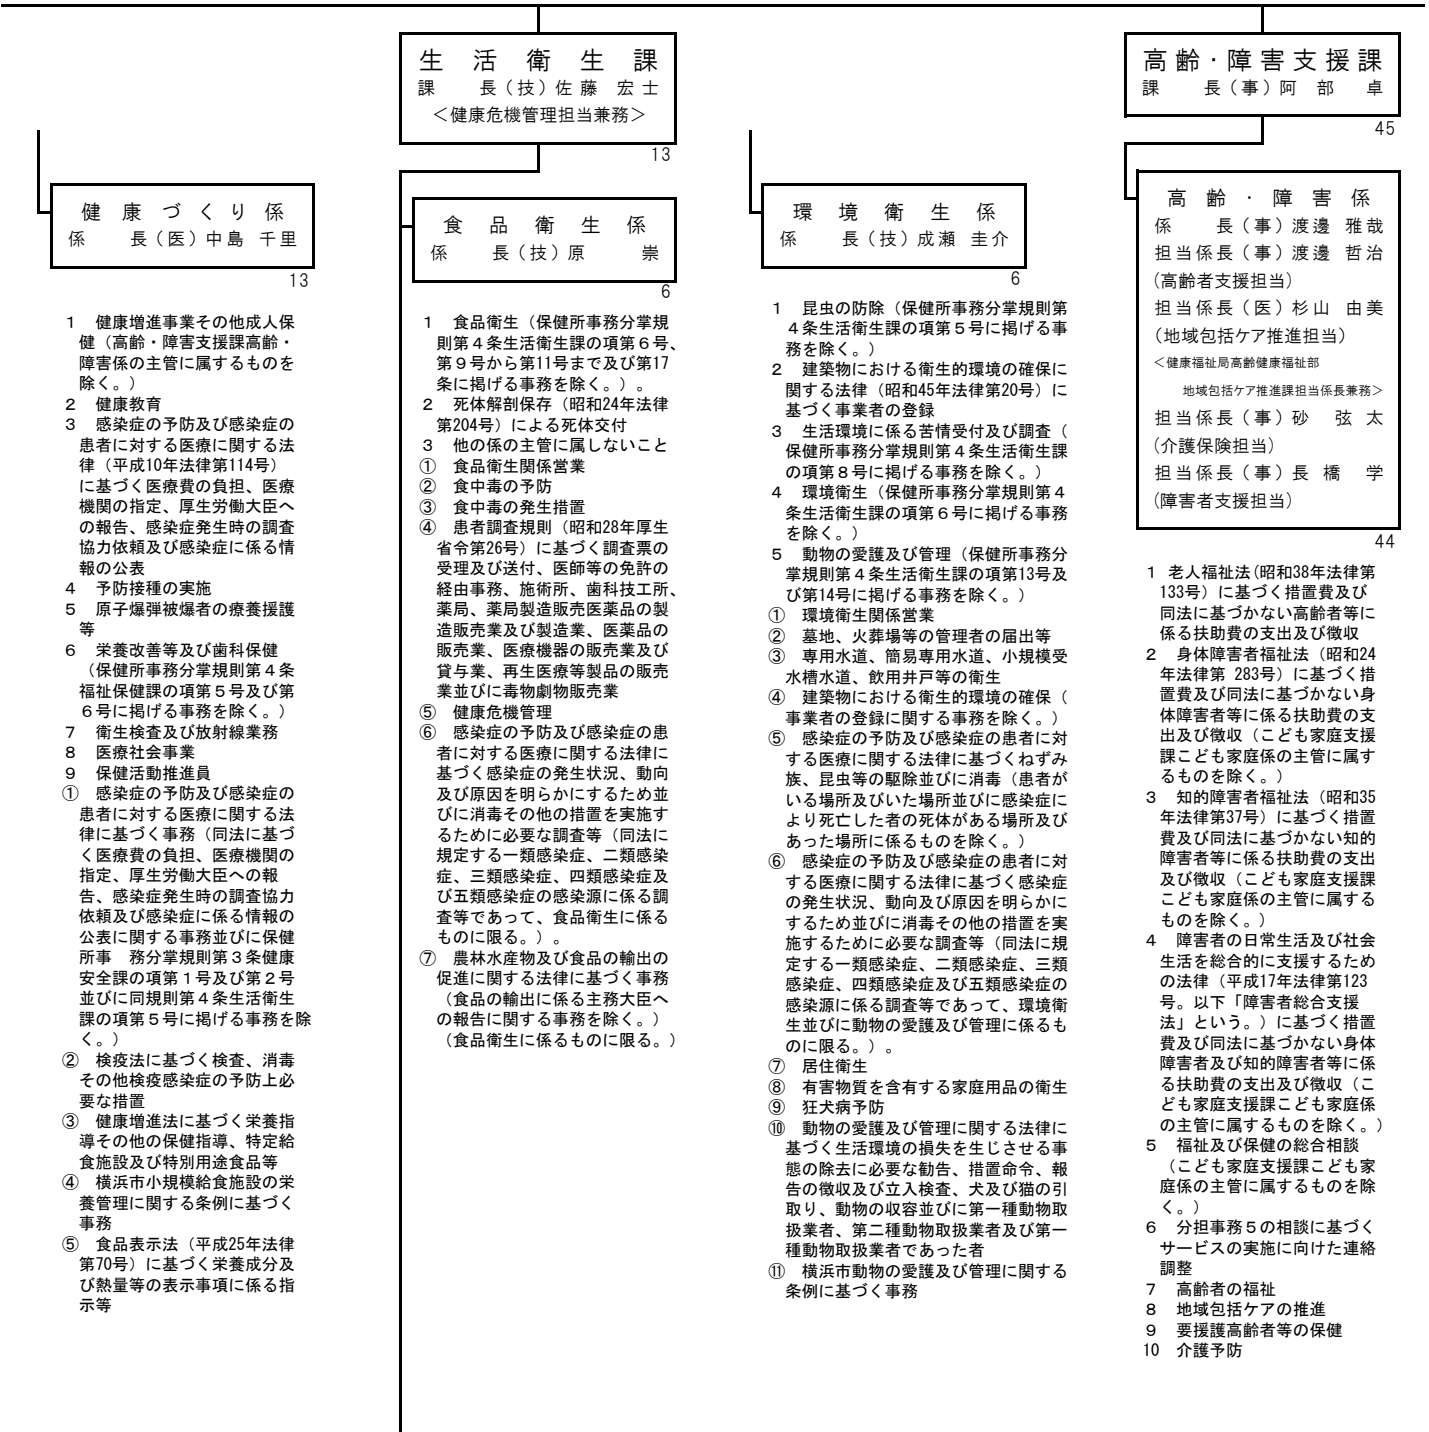 生活衛生課
課　長（技）佐藤　宏士
＜健康危機管理担当兼務＞
13
高齢・障害支援課
課　長（事）阿部　卓
45
健康づくり係
係　長（医）中島　千里
13
1　健康増進事業その他成人保
健（高齢・障害支援課高齢・
障害係の主管に属するものを
除く。）
2　健康教育
3　感染症の予防及び感染症の
患者に対する医療に関する法
律（平成10年法律第114号）
に基づく医療費の負担、医療
機関の指定、厚生労働大臣へ
の報告、感染症発生時の調査
協力依頼及び感染症に係る情
報の公表
4　予防接種の実施
5　原子爆弾被爆者の療養援護
等
6　栄養改善等及び歯科保健
（保健所事務分掌規則第４条
福祉保健課の項第５号及び第
６号に掲げる事務を除く。）
7　衛生検査及び放射線業務
8　医療社会事業
9　保健活動推進員
①　感染症の予防及び感染症の
患者に対する医療に関する法
律に基づく事務（同法に基づ
く医療費の負担、医療機関の
指定、厚生労働大臣への報
告、感染症発生時の調査協力
依頼及び感染症に係る情報の
公表に関する事務並びに保健
所事　務分掌規則第３条健康
安全課の項第１号及び第２号
並びに同規則第４条生活衛生
課の項第５号に掲げる事務を除
く。）
②　検疫法に基づく検査、消毒
その他検疫感染症の予防上必
要な措置
③　健康増進法に基づく栄養指
導その他の保健指導、特定給
食施設及び特別用途食品等
④　横浜市小規模給食施設の栄
養管理に関する条例に基づく
事務
⑤　食品表示法（平成25年法律
第70号）に基づく栄養成分及
び熱量等の表示事項に係る指
示等
食品衛生係
係　長（技）原　崇
6
1　食品衛生（保健所事務分掌規
則第４条生活衛生課の項第６号、
第９号から第11号まで及び第17
条に掲げる事務を除く。）。
2　死体解剖保存（昭和24年法律
第204号）による死体交付
3　他の係の主管に属しないこと
①　食品衛生関係営業
②　食中毒の予防
③　食中毒の発生措置
④　患者調査規則（昭和28年厚生
省令第26号）に基づく調査票の
受理及び送付、医師等の免許の
経由事務、施術所、歯科技工所、
薬局、薬局製造販売医薬品の製
造販売業及び製造業、医薬品の
販売業、医療機器の販売業及び
貸与業、再生医療等製品の販売
業並びに毒物劇物販売業
⑤　健康危機管理
⑥　感染症の予防及び感染症の患
者に対する医療に関する法律に
基づく感染症の発生状況、動向
及び原因を明らかにするため並
びに消毒その他の措置を実施す
るために必要な調査等（同法に
規定する一類感染症、二類感染
症、三類感染症、四類感染症及
び五類感染症の感染源に係る調
査等であって、食品衛生に係る
ものに限る。）。
⑦　農林水産物及び食品の輸出の
促進に関する法律に基づく事務
（食品の輸出に係る主務大臣へ
の報告に関する事務を除く。）
（食品衛生に係るものに限る。）
環境衛生係
係　長（技）成瀬　圭介
6
1　昆虫の防除（保健所事務分掌規則第
４条生活衛生課の項第５号に掲げる事
務を除く。）
2　建築物における衛生的環境の確保に
関する法律（昭和45年法律第20号）に
基づく事業者の登録
3　生活環境に係る苦情受付及び調査（
保健所事務分掌規則第４条生活衛生課
の項第８号に掲げる事務を除く。）
4　環境衛生（保健所事務分掌規則第４
条生活衛生課の項第６号に掲げる事務
を除く。）
5　動物の愛護及び管理（保健所事務分
掌規則第４条生活衛生課の項第13号及
び第14号に掲げる事務を除く。）
①　環境衛生関係営業
②　墓地、火葬場等の管理者の届出等
③　専用水道、簡易専用水道、小規模受
水槽水道、飲用井戸等の衛生
④　建築物における衛生的環境の確保（
事業者の登録に関する事務を除く。）
⑤　感染症の予防及び感染症の患者に対
する医療に関する法律に基づくねずみ
族、昆虫等の駆除並びに消毒（患者が
いる場所及びいた場所並びに感染症に
より死亡した者の死体がある場所及び
あった場所に係るものを除く。）
⑥　感染症の予防及び感染症の患者に対
する医療に関する法律に基づく感染症
の発生状況、動向及び原因を明らかに
するため並びに消毒その他の措置を実
施するために必要な調査等（同法に規
定する一類感染症、二類感染症、三類
感染症、四類感染症及び五類感染症の
感染源に係る調査等であって、環境衛
生並びに動物の愛護及び管理に係るも
のに限る。）。
⑦　居住衛生
⑧　有害物質を含有する家庭用品の衛生
⑨　狂犬病予防
⑩　動物の愛護及び管理に関する法律に
基づく生活環境の損失を生じさせる事
態の除去に必要な勧告、措置命令、報
告の徴収及び立入検査、犬及び猫の引
取り、動物の収容並びに第一種動物取
扱業者、第二種動物取扱業者及び第一
種動物取扱業者であった者
⑪　横浜市動物の愛護及び管理に関する
条例に基づく事務
高齢・障害係
係　長（事）渡邊　雅哉
担当係長（事）渡邊　哲治
(高齢者支援担当)
担当係長（医）杉山　由美
（地域包括ケア推進担当）
＜健康福祉局高齢健康福祉部
地域包括ケア推進課担当係長兼務＞
担当係長（事）砂　弦太
(介護保険担当)
担当係長（事）長橋　学
(障害者支援担当)
44
1 老人福祉法(昭和38年法律第
133号）に基づく措置費及び
同法に基づかない高齢者等に
係る扶助費の支出及び徴収
2　身体障害者福祉法（昭和24
年法律第 283号）に基づく措
置費及び同法に基づかない身
体障害者等に係る扶助費の支
出及び徴収（こども家庭支援
課こども家庭係の主管に属す
るものを除く。）
3　知的障害者福祉法（昭和35
年法律第37号）に基づく措置
費及び同法に基づかない知的
障害者等に係る扶助費の支出
及び徴収（こども家庭支援課
こども家庭係の主管に属する
ものを除く。）
4　障害者の日常生活及び社会
生活を総合的に支援するため
の法律（平成17年法律第123
号。以下「障害者総合支援
法」という。）に基づく措置
費及び同法に基づかない身体
障害者及び知的障害者等に係
る扶助費の支出及び徴収（こ
ども家庭支援課こども家庭係
の主管に属するものを除く。）
5　福祉及び保健の総合相談
（こども家庭支援課こども家
庭係の主管に属するものを除
く。）
6　分担事務５の相談に基づく
サービスの実施に向けた連絡
調整
7　高齢者の福祉
8　地域包括ケアの推進
9　要援護高齢者等の保健
10　介護予防